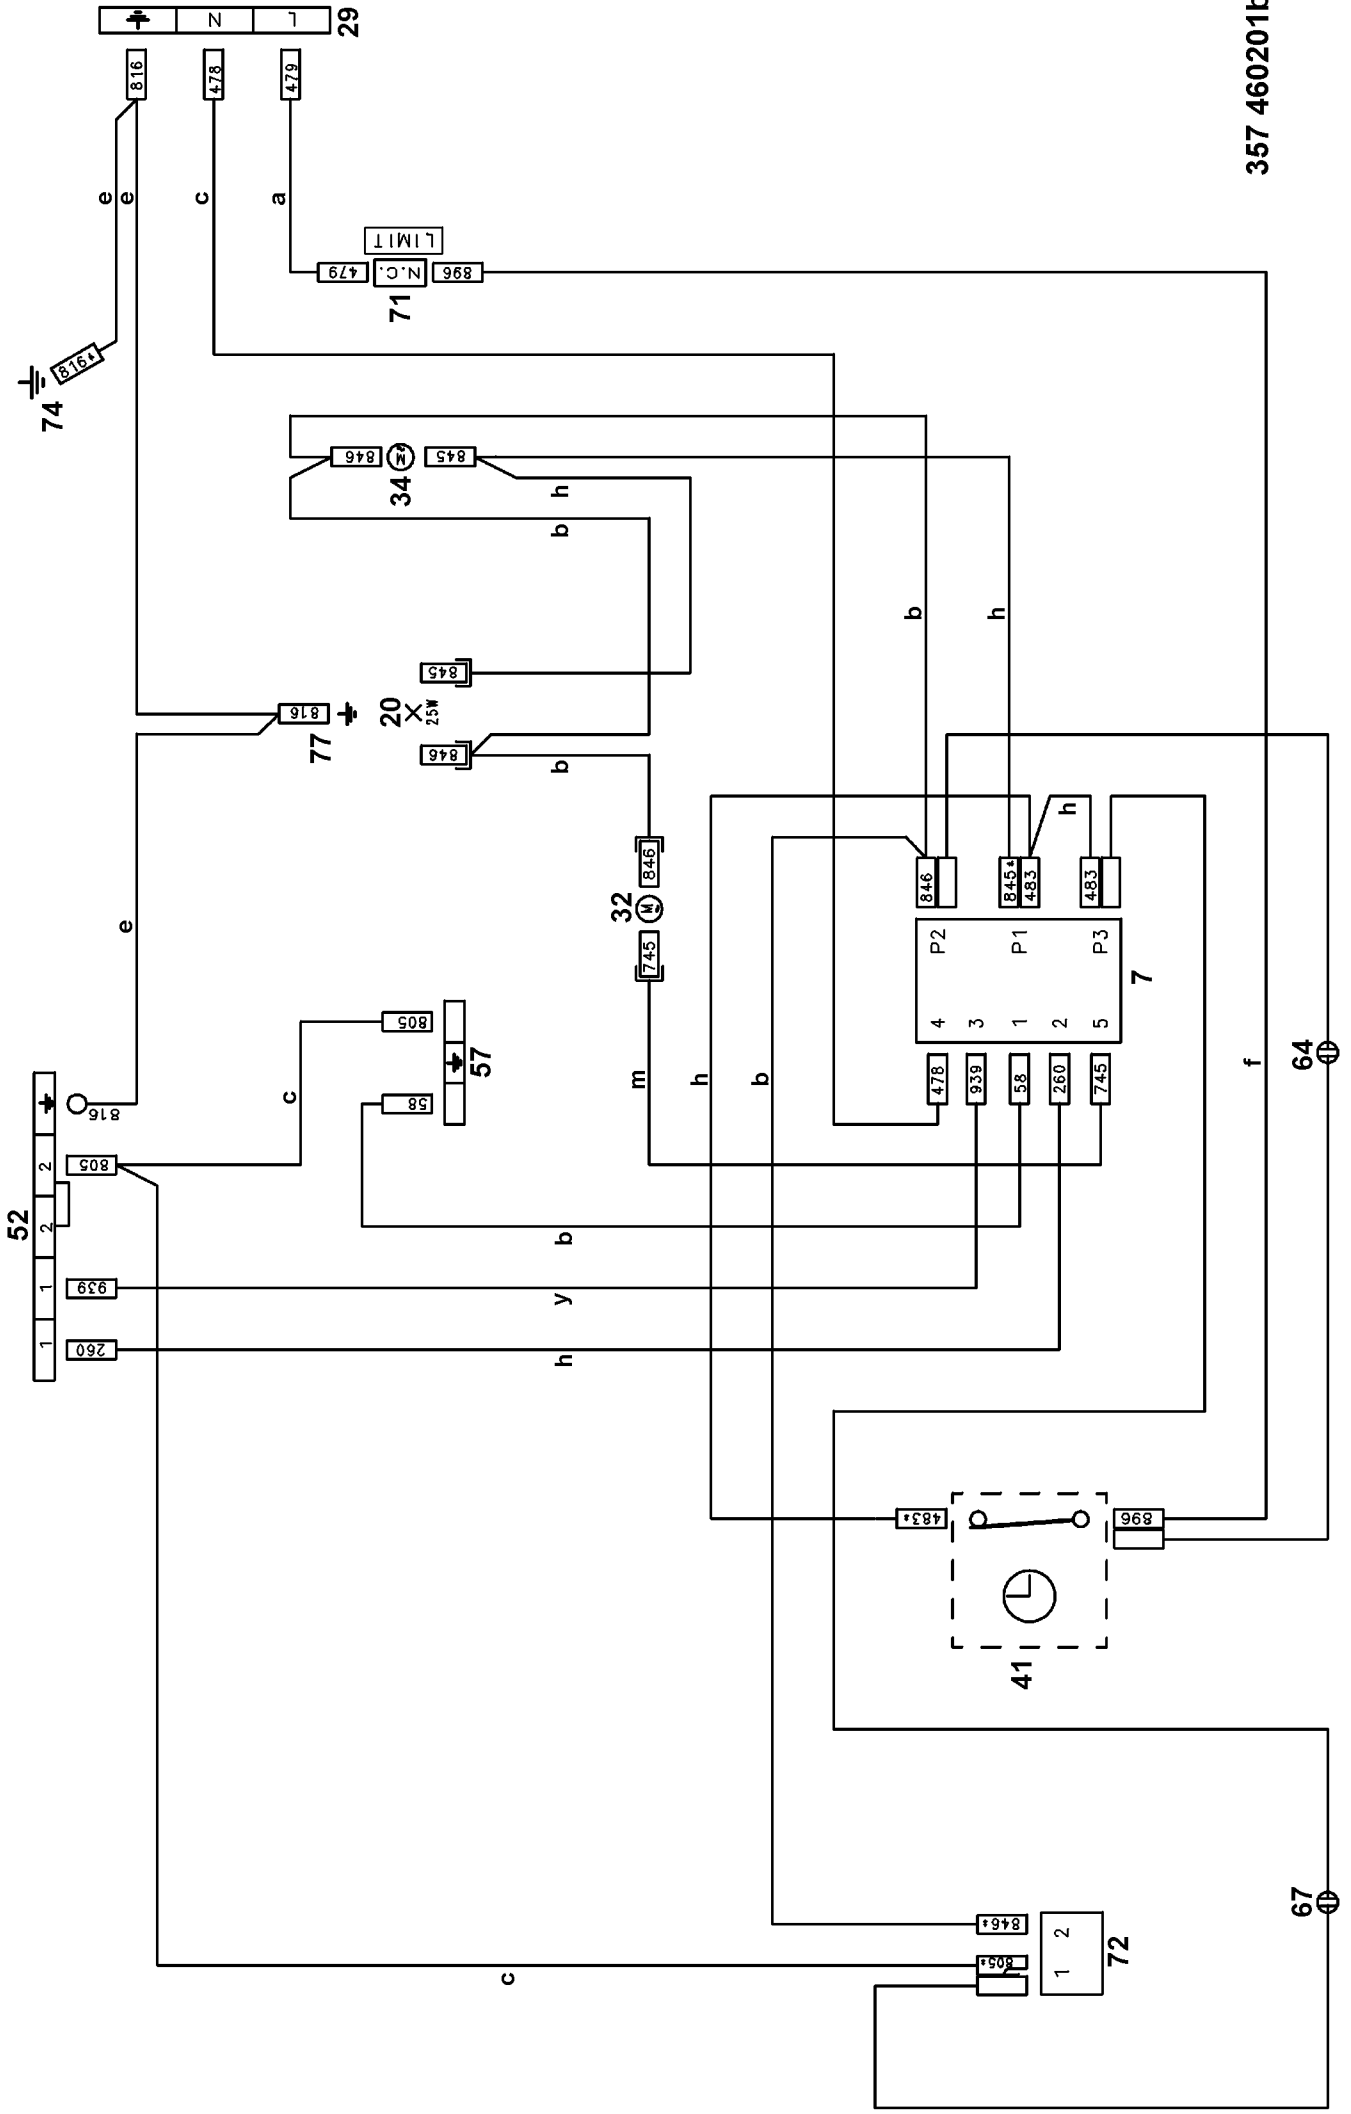 29
⏚ N L
816
478
479
e
e
c
a
357 460201b
LIMIT
479
N.C.
896
71
74
816*
846
M
845
34
h
b
20
25W
845
846
816
77
b
b
h
846
32
M
745
e
h
846
845*
483
483
P2
P1
P3
7
4
3
1
2
5
478
939
58
260
745
805
57
58
c
m
h
b
f
64
52
2
2
1
1
816
805
939
260
b
y
h
483*
896
41
846*
805*
1 2
72
67
c